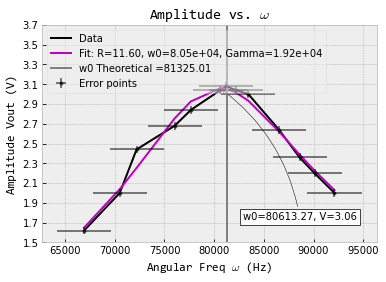 Amplitude vs. ω
Amplitude Vout (V)
3.7
3.5
3.3
3.1
2.9
2.7
2.5
2.3
2.1
1.9
1.7
1.5
Data
Fit: R=11.60, w0=8.05e+04, Gamma=1.92e+04
w0 Theoretical =81325.01
Error points
w0=80613.27, V=3.06
65000 70000 75000 80000 85000 90000 95000
Angular Freq ω (Hz)